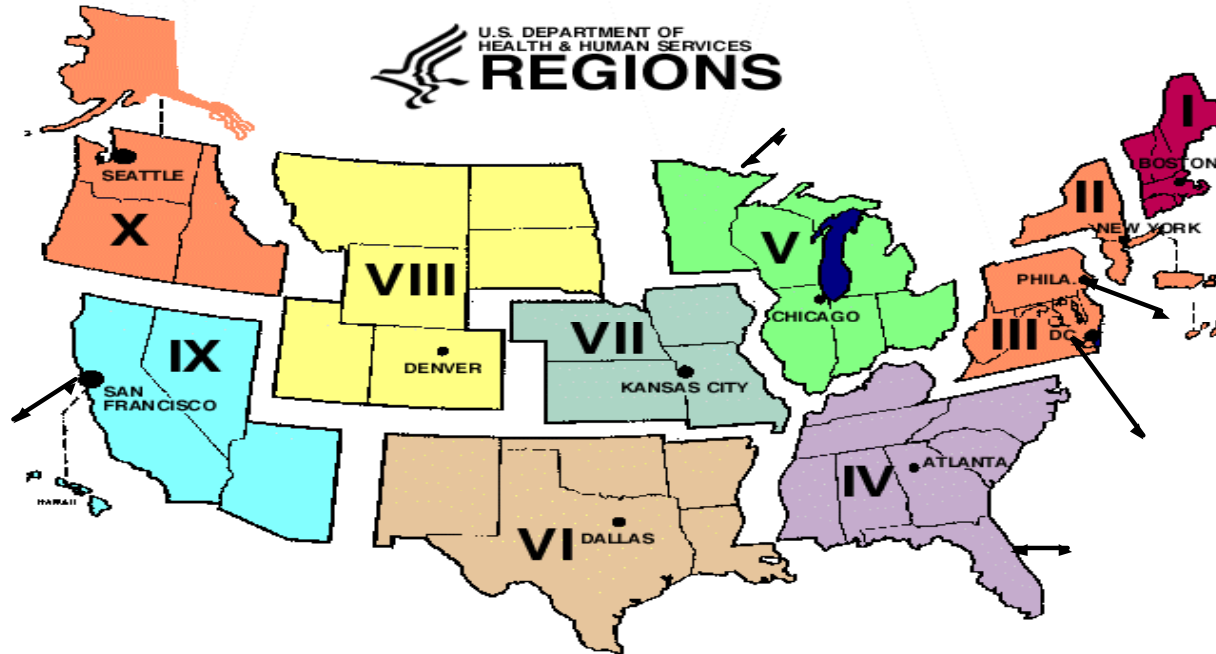 U.S. DEPARTMENT OF
HEALTH & HUMAN SERVICES
REGIONS
I
BOSTON
SEATTLE
II
X
NEW YORK
V
VIII
PHILA.
CHICAGO
III
DC
VII
IX
DENVER
KANSAS CITY
SAN
FRANCISCO
ATLANTA
IV
HAWAII
VI
DALLAS